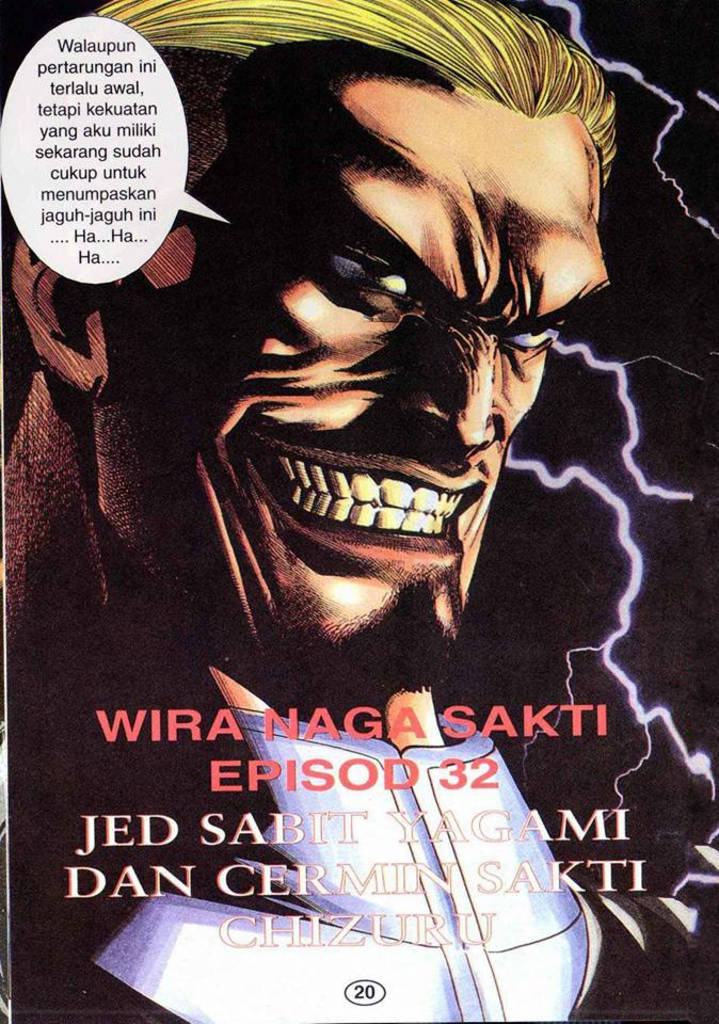 Walaupun
pertarungan ini
terlalu awal,
tetapi kekuatan
yang aku miliki
sekarang sudah
cukup untuk
menumpaskan
jaguh-jaguh ini
.... Ha...Ha...
Ha....
WIRA NAGA SAKTI
EPISOD 32
JED SABIT YAGAMI
DAN CERMIN SAKTI
CHIZURU
20